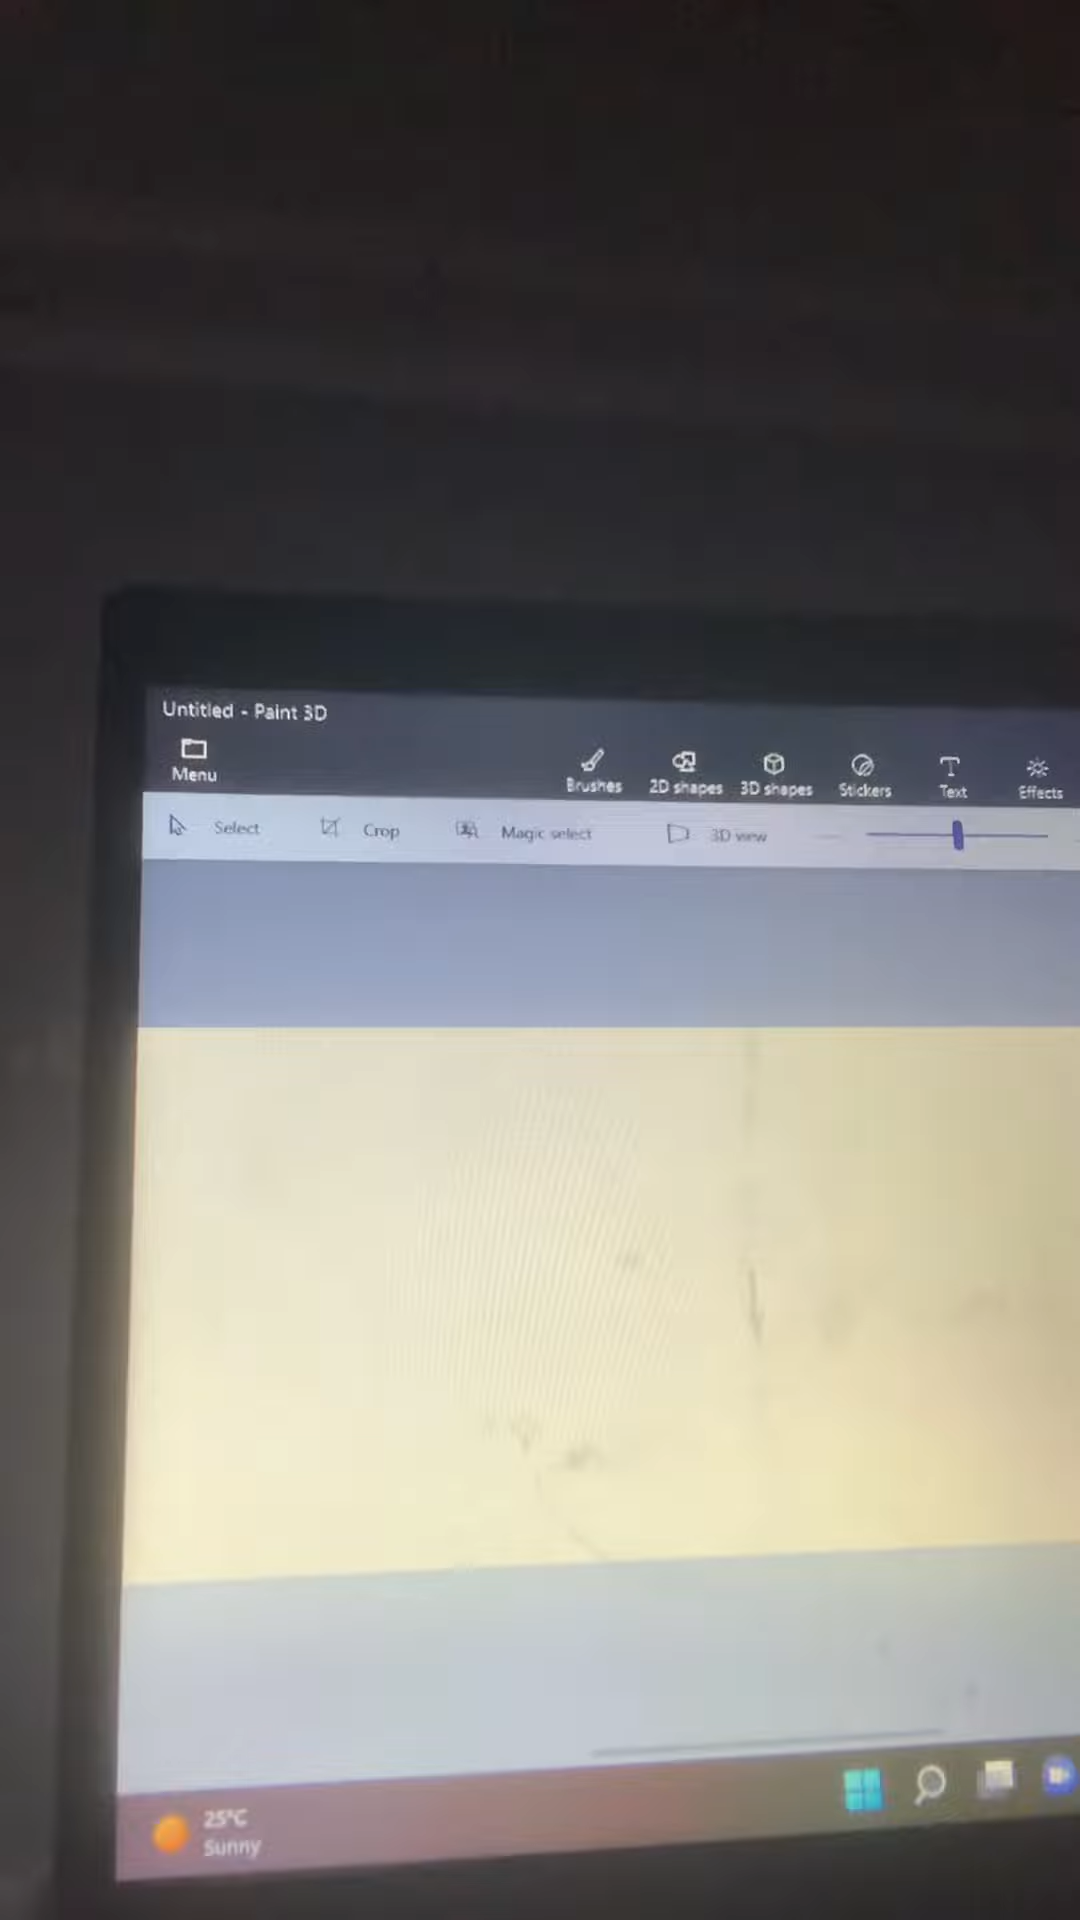 Untitled - Paint 3D
Menu
Brushes
2D shapes
3D shapes
Stickers
Text
Effects
Select
Crop
Magic select
3D view
25°C
Sunny